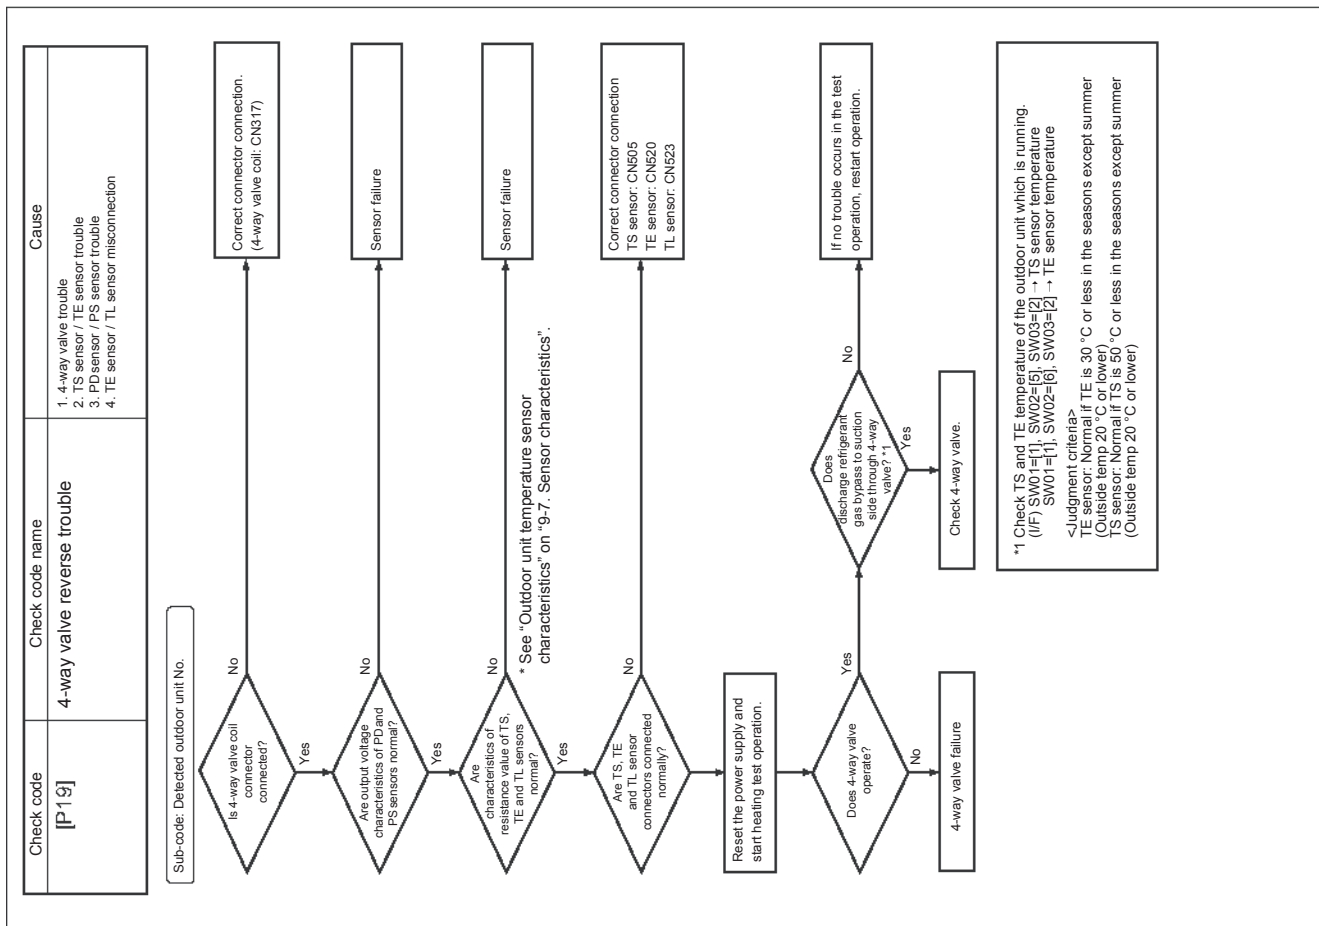 Check code
Check code name
Cause
[P19]
4-way valve reverse trouble
1. 4-way valve trouble
2. TS sensor / TE sensor trouble
3. PD sensor / PS sensor trouble
4. TE sensor / TL sensor misconnection
Sub-code: Detected outdoor unit No.
Is 4-way valve coil
connector
connected?
No
Correct connector connection.
(4-way valve coil: CN317)
Yes
Are output voltage
characteristics of PD and
PS sensors normal?
No
Sensor failure
Yes
Are
characteristics of
resistance value of TS,
TE and TL sensors
normal?
No
Sensor failure
* See “Outdoor unit temperature sensor
characteristics” on “9-7. Sensor characteristics”.
Yes
Are TS, TE
and TL sensor
connectors connected
normally?
No
Correct connector connection
TS sensor: CN505
TE sensor: CN520
TL sensor: CN523
Reset the power supply and
start heating test operation.
Does 4-way valve
operate?
Yes
Does
discharge refrigerant
gas bypass to suction
side through 4-way
valve? *1
No
If no trouble occurs in the test
operation, restart operation.
No
4-way valve failure
Yes
Check 4-way valve.
*1 Check TS and TE temperature of the outdoor unit which is running.
(I/F) SW01=[1], SW02=[5], SW03=[2] → TS sensor temperature
SW01=[1], SW02=[6], SW03=[2] → TE sensor temperature
<Judgment criteria>
TE sensor: Normal if TE is 30 °C or less in the seasons except summer
(Outside temp 20 °C or lower)
TS sensor: Normal if TS is 50 °C or less in the seasons except summer
(Outside temp 20 °C or lower)